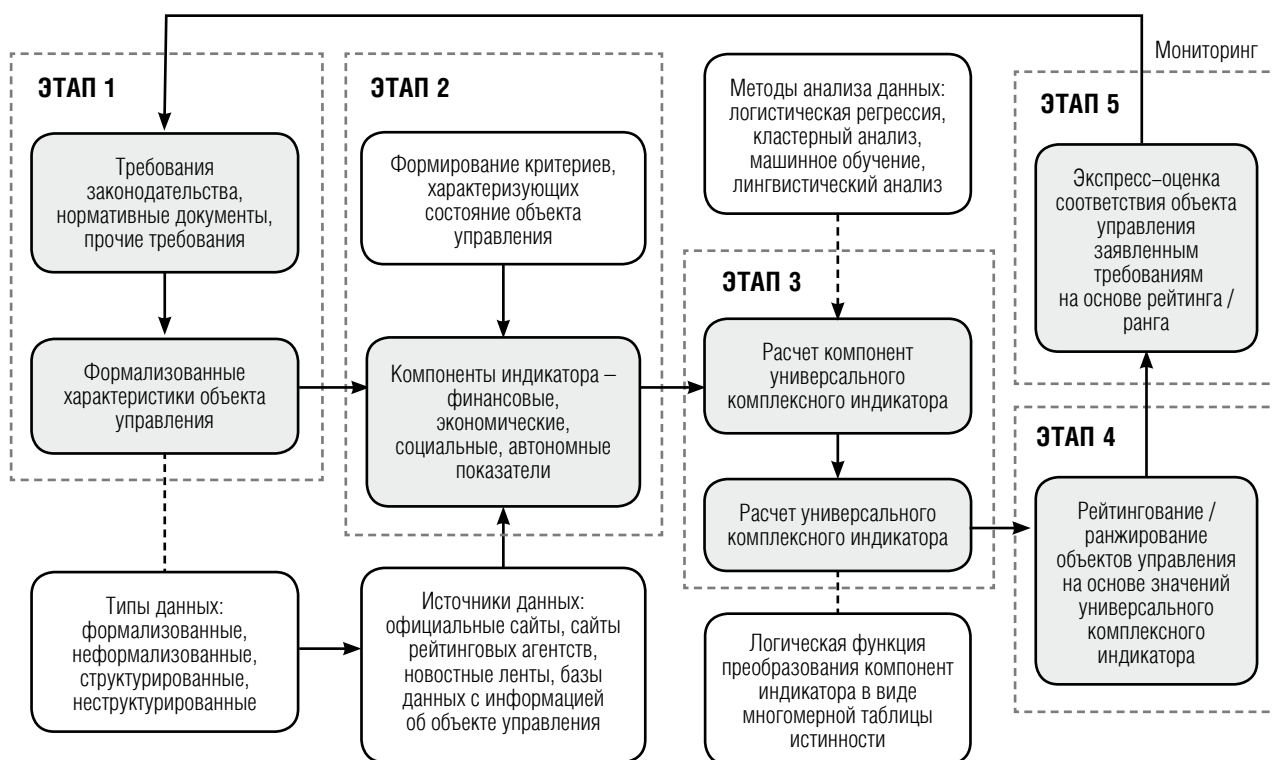 Мониторинг
ЭТАП 1
Требования
законодательства,
нормативные документы,
прочие требования
Формализованные
характеристики объекта
управления
Типы данных:
формализованные,
неформализованные,
структурированные,
неструктурированные
ЭТАП 2
Формирование критериев,
характеризующих
состояние объекта
управления
Компоненты индикатора –
финансовые,
экономические,
социальные, автономные
показатели
Источники данных:
официальные сайты, сайты
рейтинговых агентств,
новостные ленты, базы
данных с информацией
об объекте управления
Методы анализа данных:
логистическая регрессия,
кластерный анализ,
машинное обучение,
лингвистический анализ
ЭТАП 3
Расчет компонент
универсального
комплексного индикатора
Расчет универсального
комплексного индикатора
Логическая функция
преобразования компонент
индикатора в виде
многомерной таблицы
истинности
ЭТАП 5
Экспресс–оценка
соответствия объекта
управления
заявленным
требованиям
на основе рейтинга /
ранга
ЭТАП 4
Рейтингование /
ранжирование
объектов управления
на основе значений
универсального
комплексного
индикатора